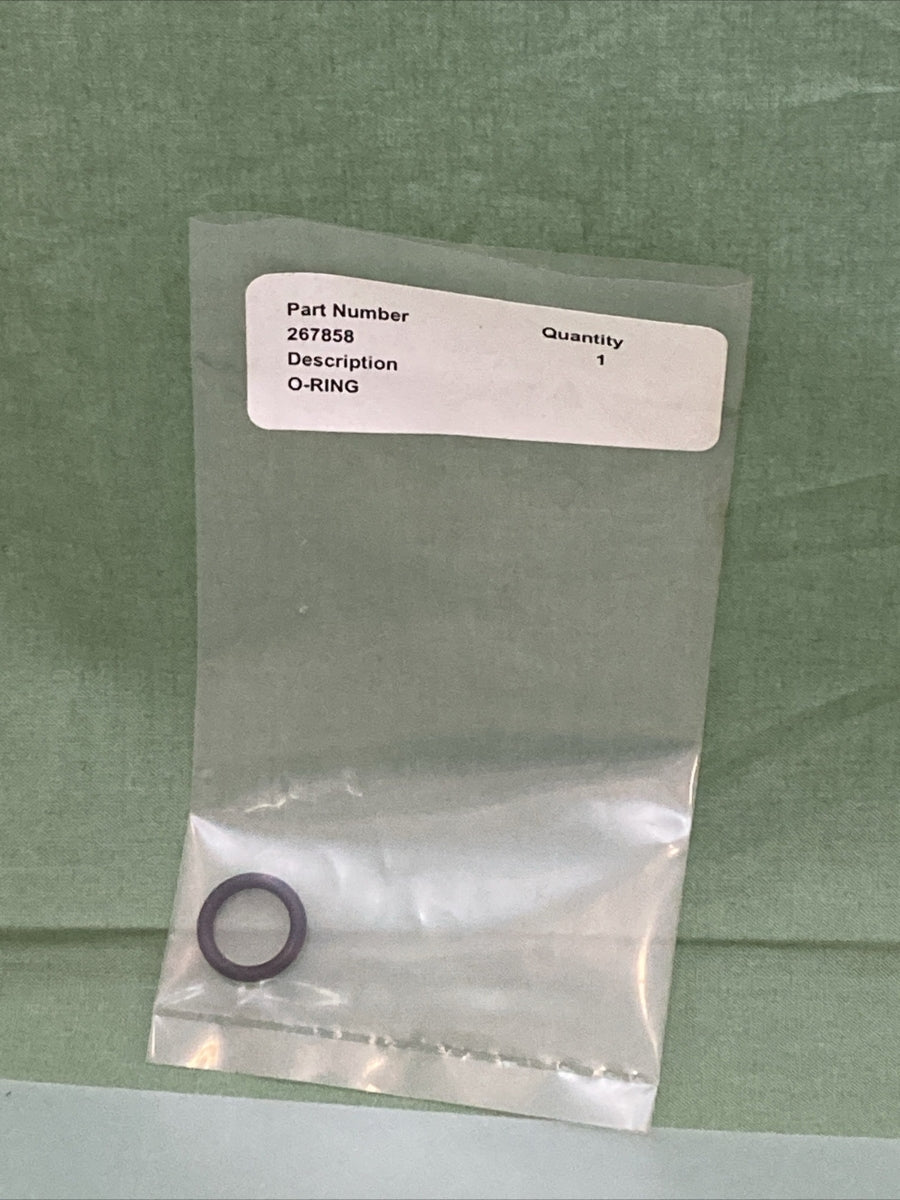 Part Number
267858
Description
O-RING
Quantity
1